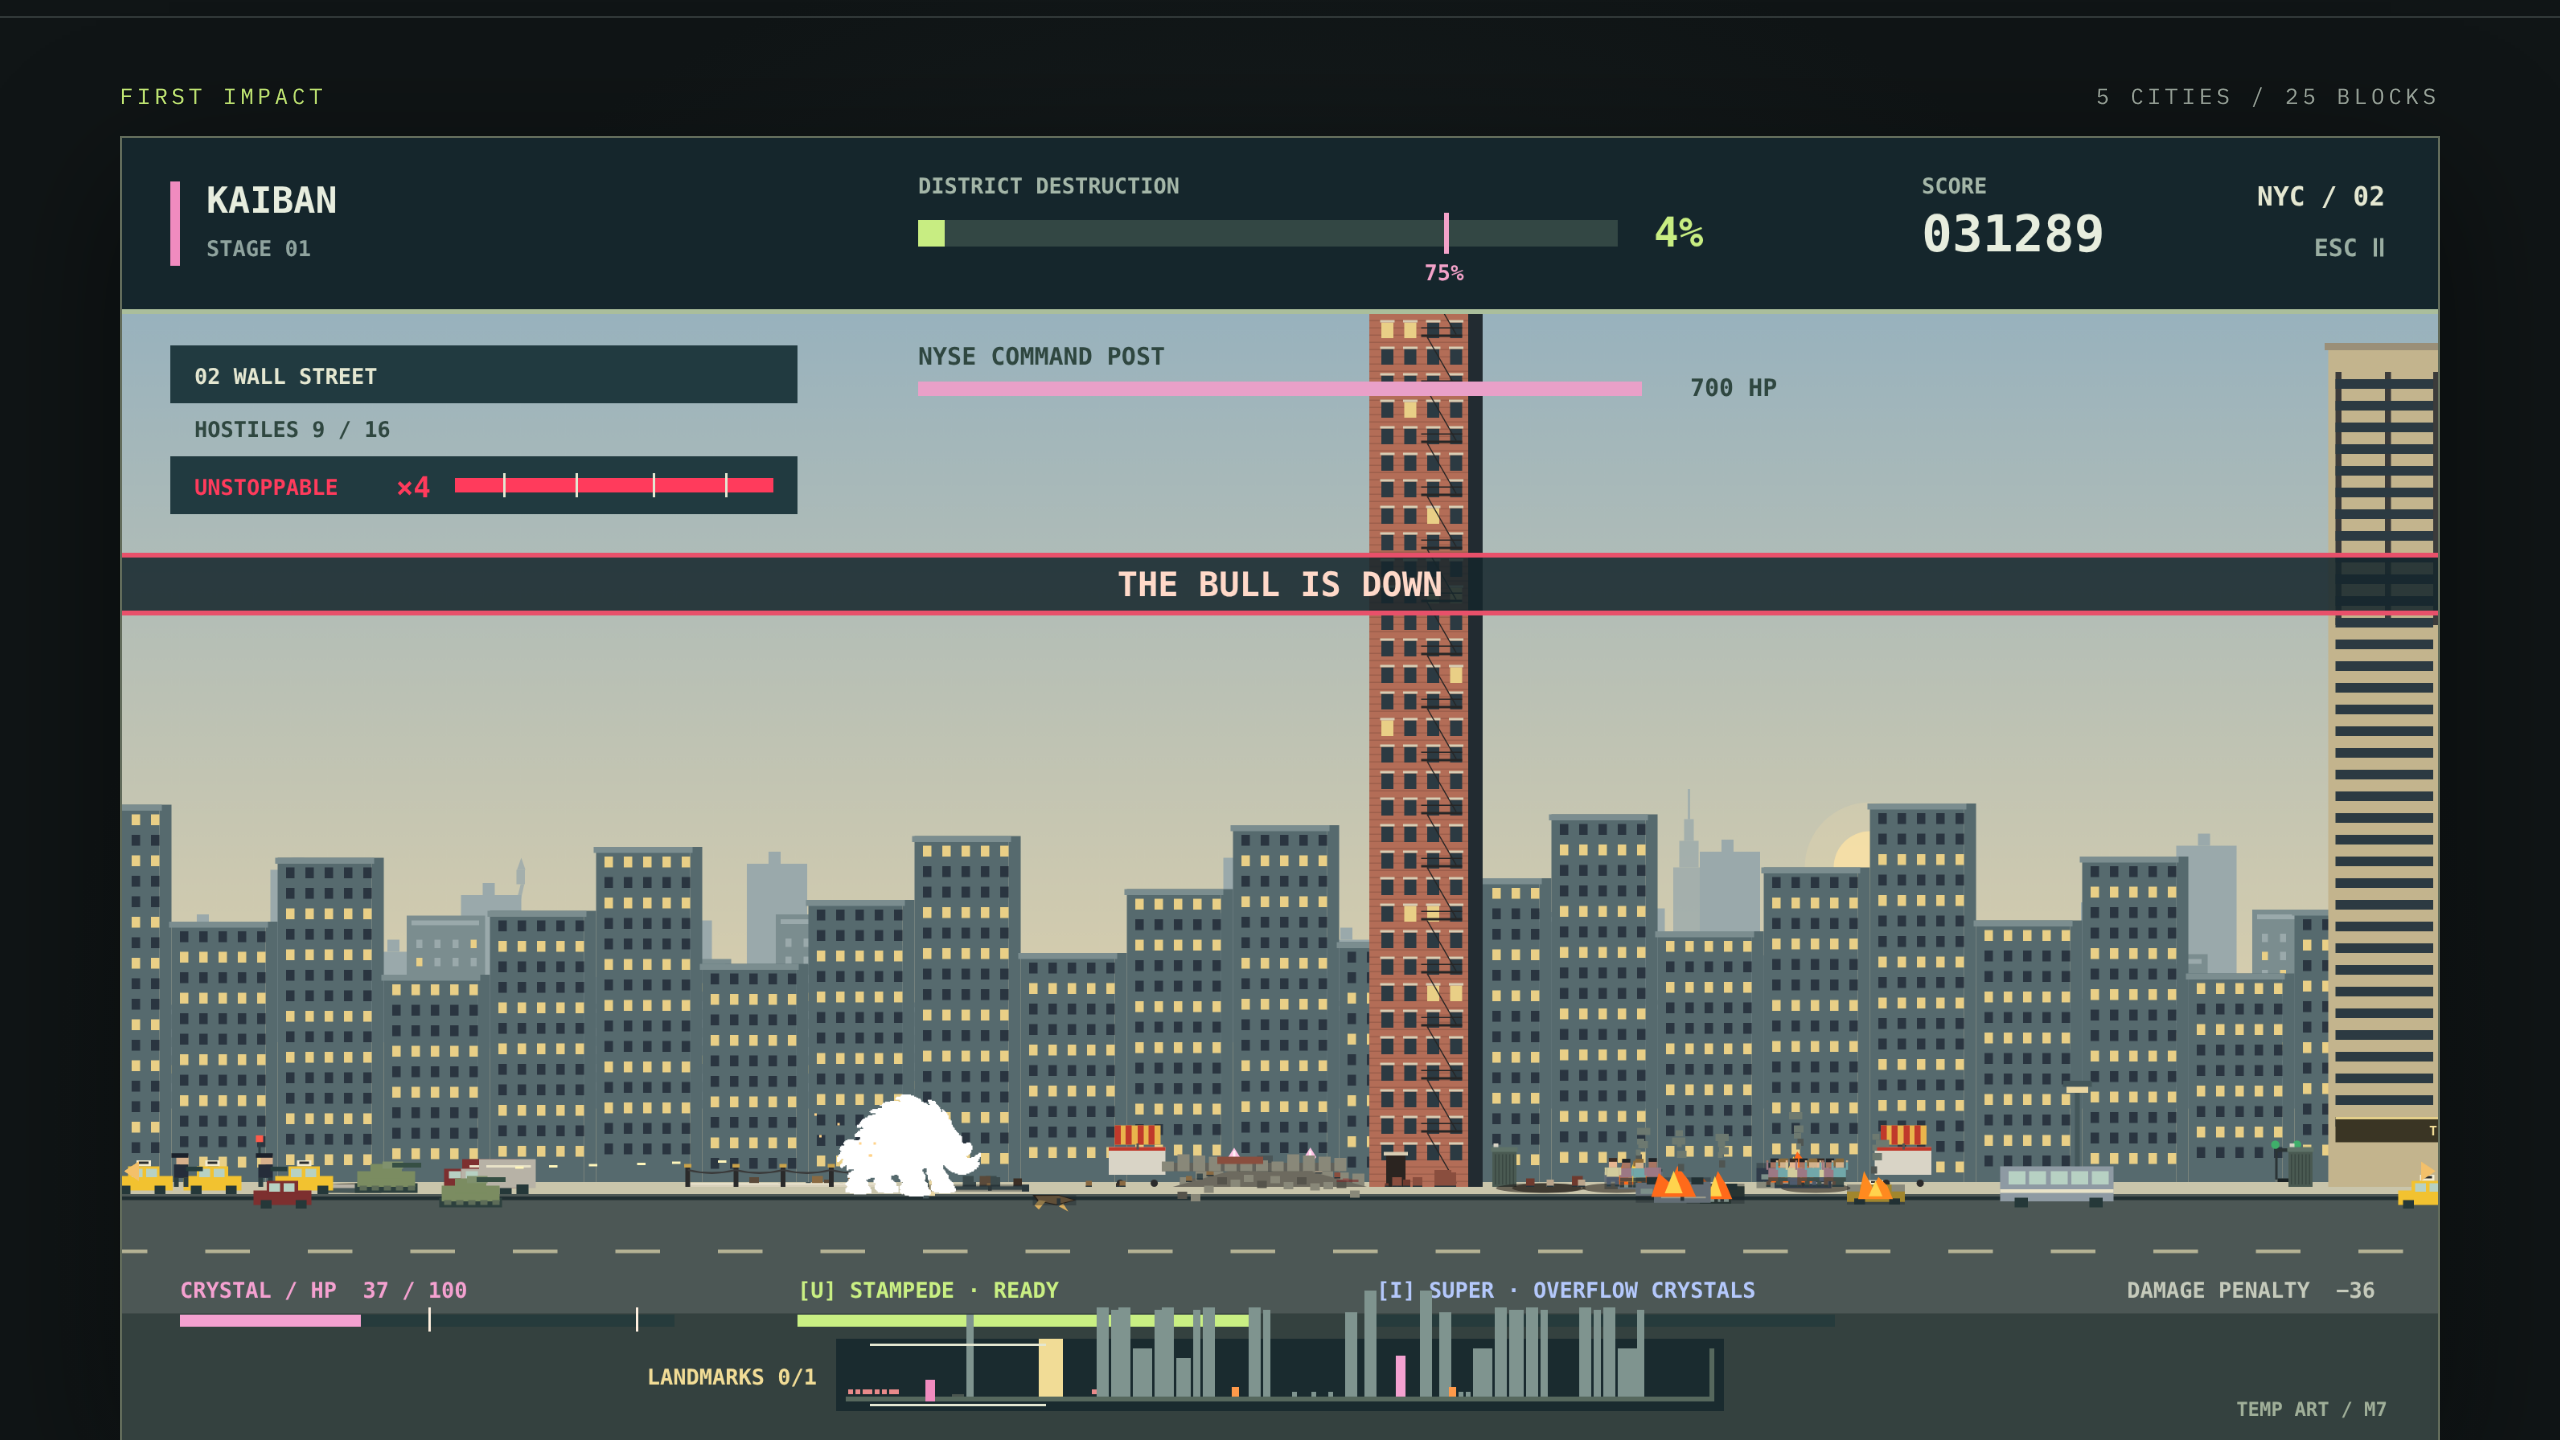 FIRST IMPACT
5 CITIES / 25 BLOCKS
KAIBAN
STAGE 01
DISTRICT DESTRUCTION
4%
75%
SCORE
031289
NYC / 02
ESC II
02 WALL STREET
HOSTILES 9 / 16
UNSTOPPABLE ×4
NYSE COMMAND POST
700 HP
THE BULL IS DOWN
T
CRYSTAL / HP 37 / 100
[U] STAMPEDE · READY
[I] SUPER · OVERFLOW CRYSTALS
DAMAGE PENALTY −36
LANDMARKS 0/1
TEMP ART / M7